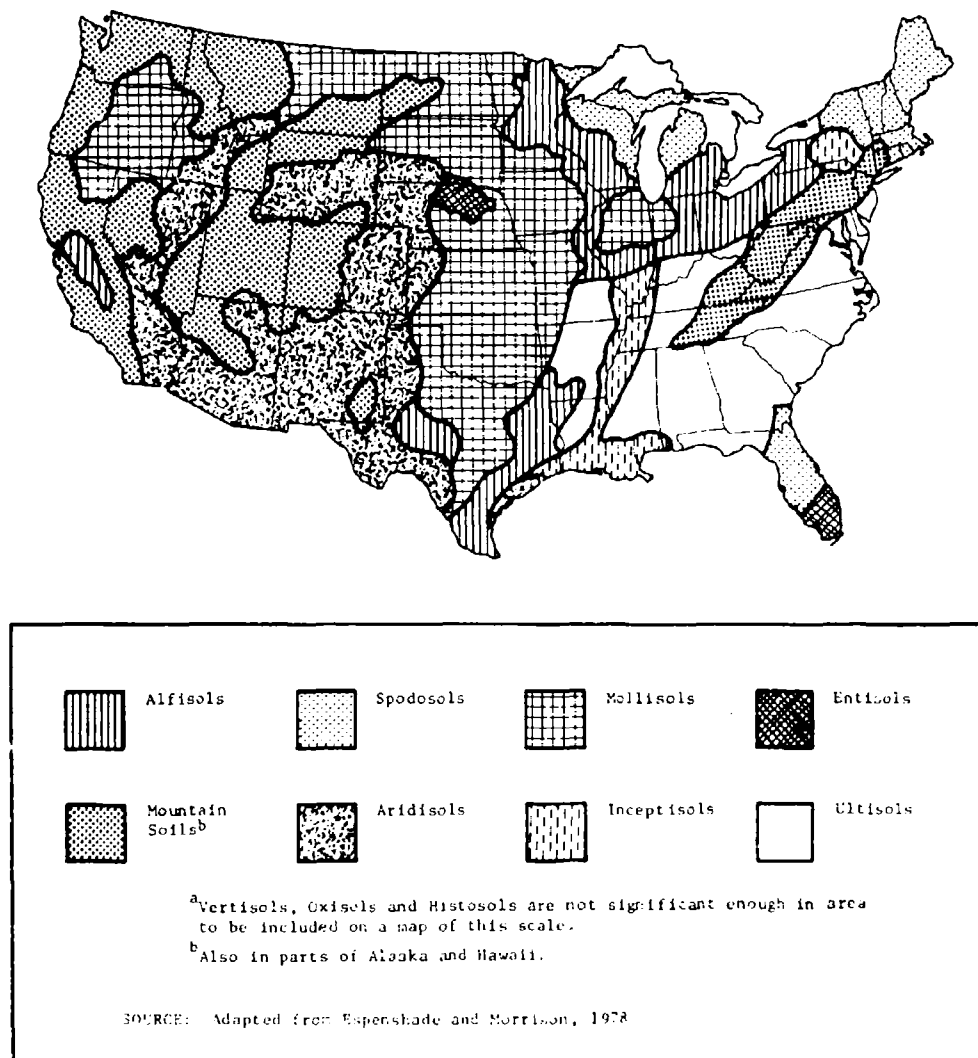 Alfisols
Spodosols
Mollisols
Entisols
Mountain
Soilsb
Aridisols
Inceptisols
Ultisols
aVertisols, Oxisels and Histosols are not significant enough in area
to be included on a map of this scale.
bAlso in parts of Alaska and Hawaii.
SOURCE: Adapted from Espenshade and Morrison, 1978